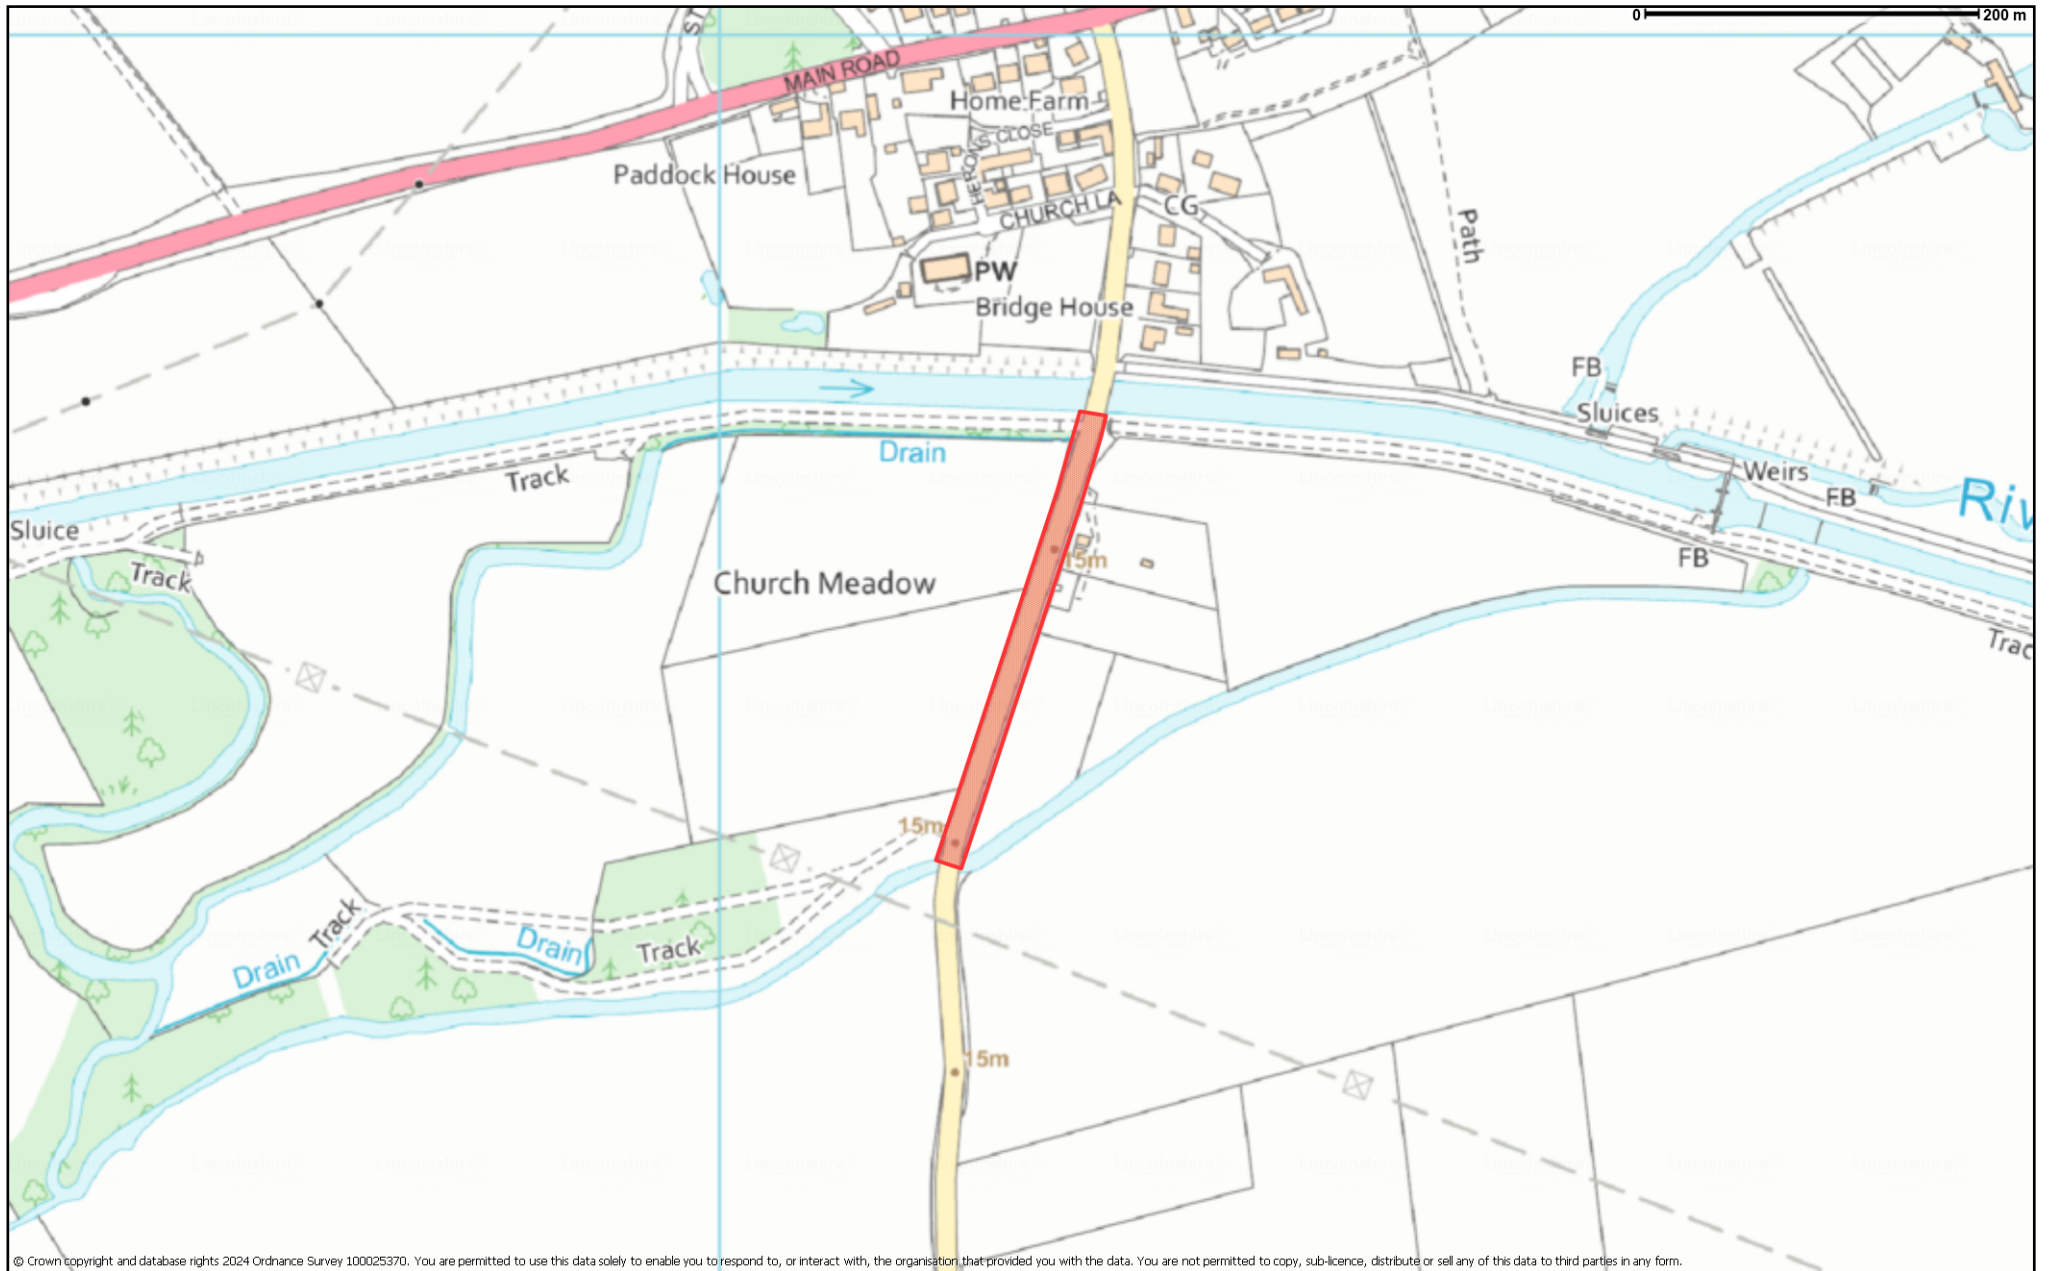 0 200 m
ST
MAIN ROAD
Home Farm
HERONS CLOSE
Paddock House
CHURCH LA
CG
Path
PW
Bridge House
FB
Sluices
Drain
Weirs
Track
FB
Riv
Sluice
FB
15m
Track
Church Meadow
Trac
15m
Track
Drain
Track
Drain
15m
© Crown copyright and database rights 2024 Ordnance Survey 100025370. You are permitted to use this data solely to enable you to respond to, or interact with, the organisation that provided you with the data. You are not permitted to copy, sub-licence, distribute or sell any of this data to third parties in any form.